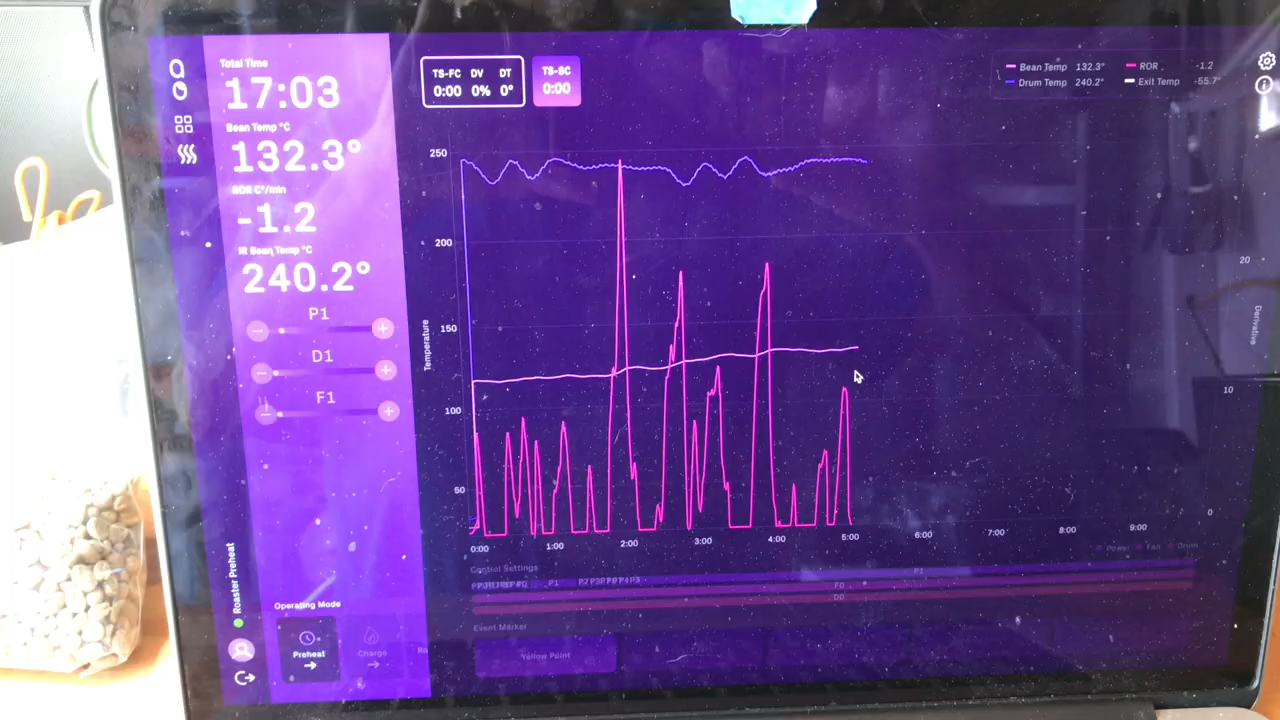 Total Time
17:03
Bean Temp °C
132.3°
ROR C°/min
-1.2
IR Bean Temp °C
240.2°
P1
D1
F1
Roaster Preheat
Operating Mode
Preheat
Charge
TS-FC DV DT
0:00 0% 0°
TS-SC
0:00
Bean Temp 132.3° ROR -1.2
Drum Temp 240.2° Exit Temp -55.7°
Temperature
250
200
150
100
50
20
10
0
Derivative
0:00 1:00 2:00 3:00 4:00 5:00 6:00 7:00 8:00 9:00
Power Fan Drum
Control Settings
P1
P1
F0
D0
Event Marker
Yellow Point